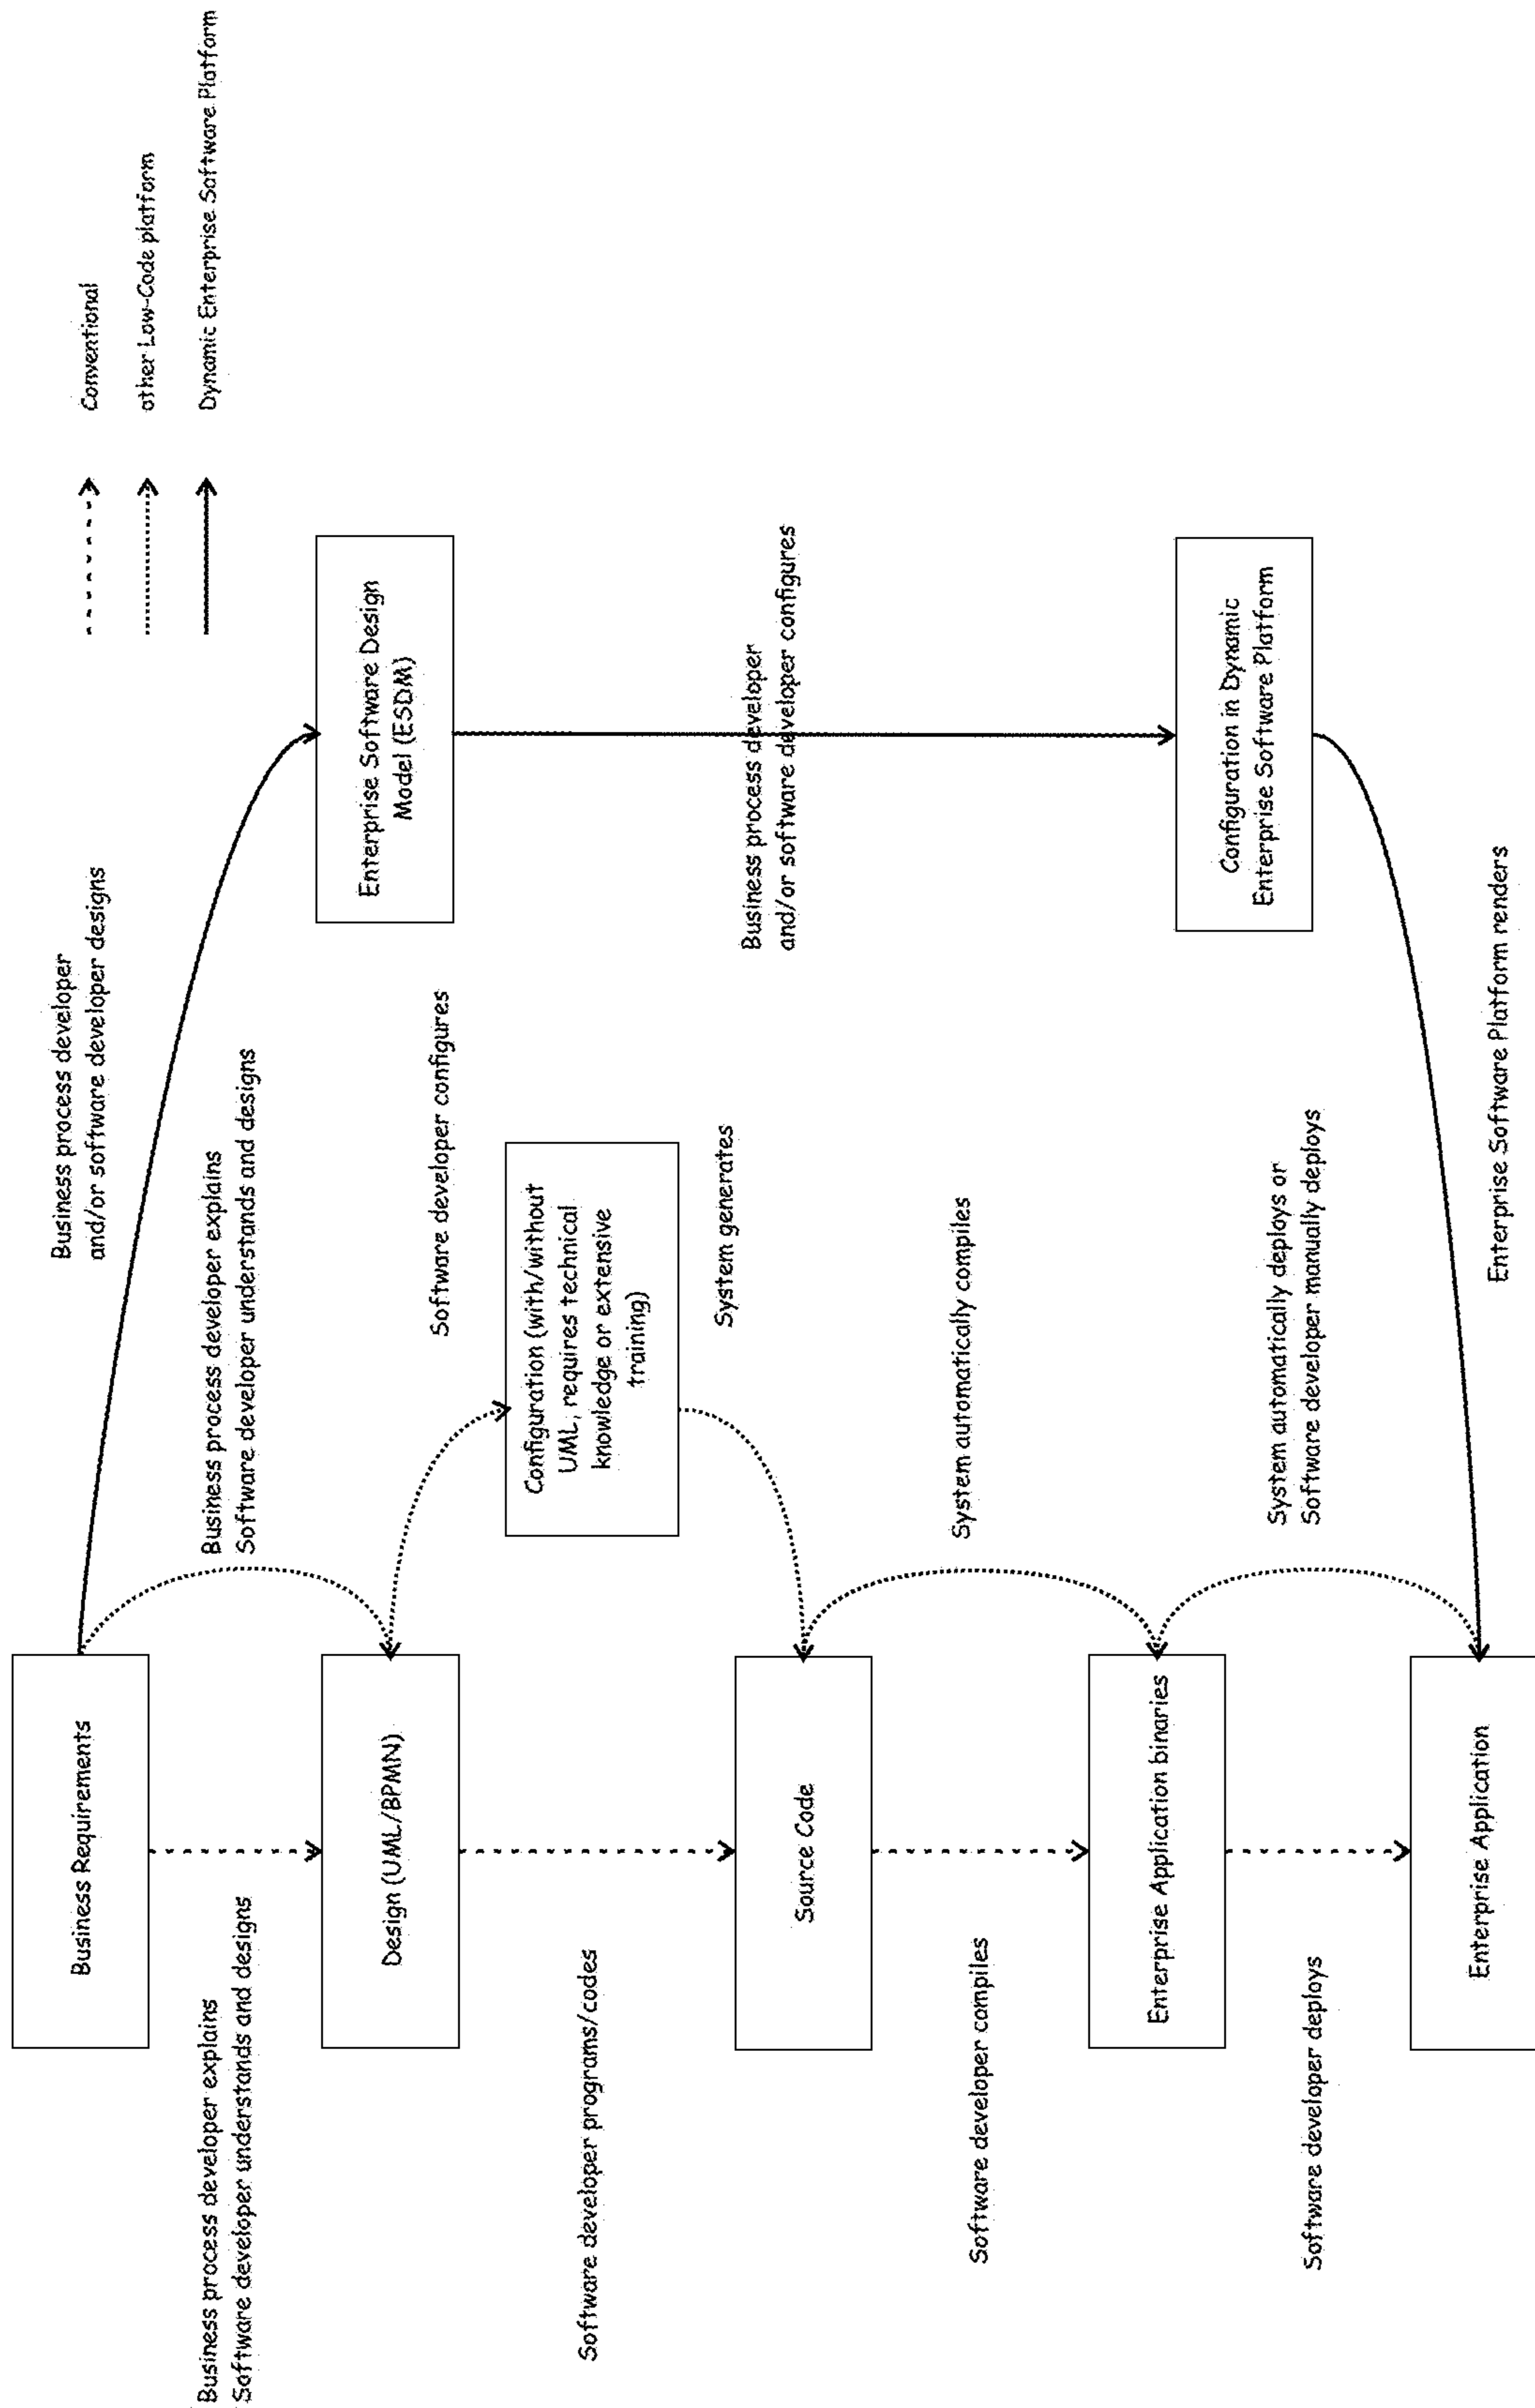 Conventional
other Low-Code platform
Dynamic Enterprise Software Platform
Business Requirements
Business process developer
and/or software developer designs
Business process developer explains
Software developer understands and designs
Business process developer explains
Software developer understands and designs
Enterprise Software Design
Model (ESDM)
Design (UML/BPMN)
Software developer configures
Configuration (with/without
UML; requires technical
knowledge or extensive
training)
Software developer programs/codes
System generates
Business process developer
and/or software developer configures
Source Code
Software developer compiles
System automatically compiles
Enterprise Application binaries
Configuration in Dynamic
Enterprise Software Platform
Software developer deploys
System automatically deploys or
Software developer manually deploys
Enterprise Application
Enterprise Software Platform renders